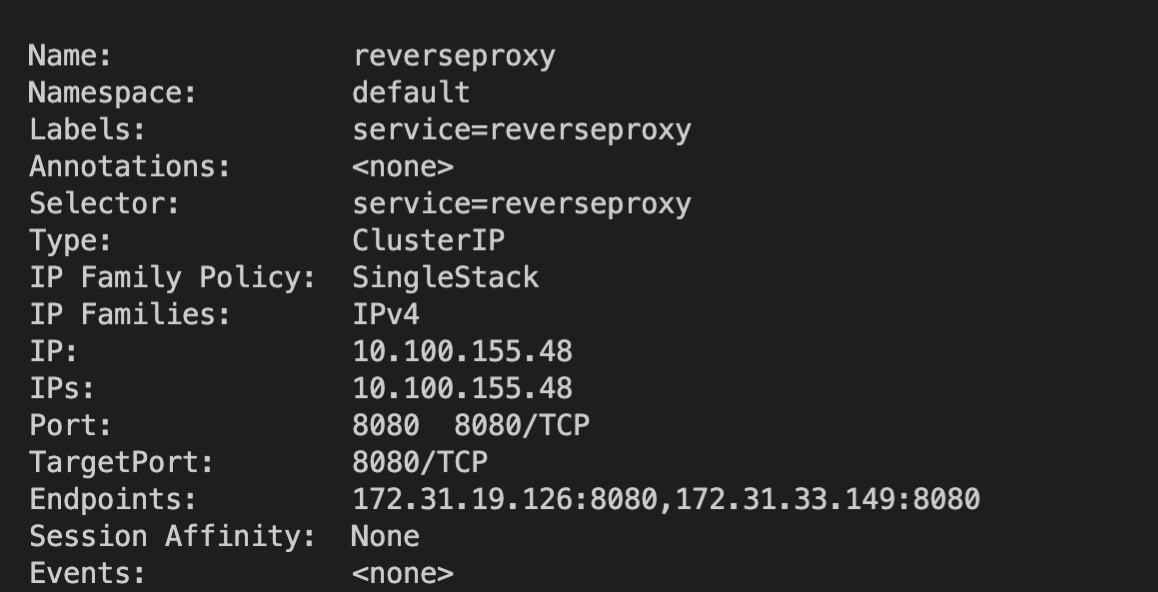 Name: reverseproxy
Namespace: default
Labels: service=reverseproxy
Annotations: <none>
Selector: service=reverseproxy
Type: ClusterIP
IP Family Policy: SingleStack
IP Families: IPv4
IP: 10.100.155.48
IPs: 10.100.155.48
Port: 8080 8080/TCP
TargetPort: 8080/TCP
Endpoints: 172.31.19.126:8080,172.31.33.149:8080
Session Affinity: None
Events: <none>